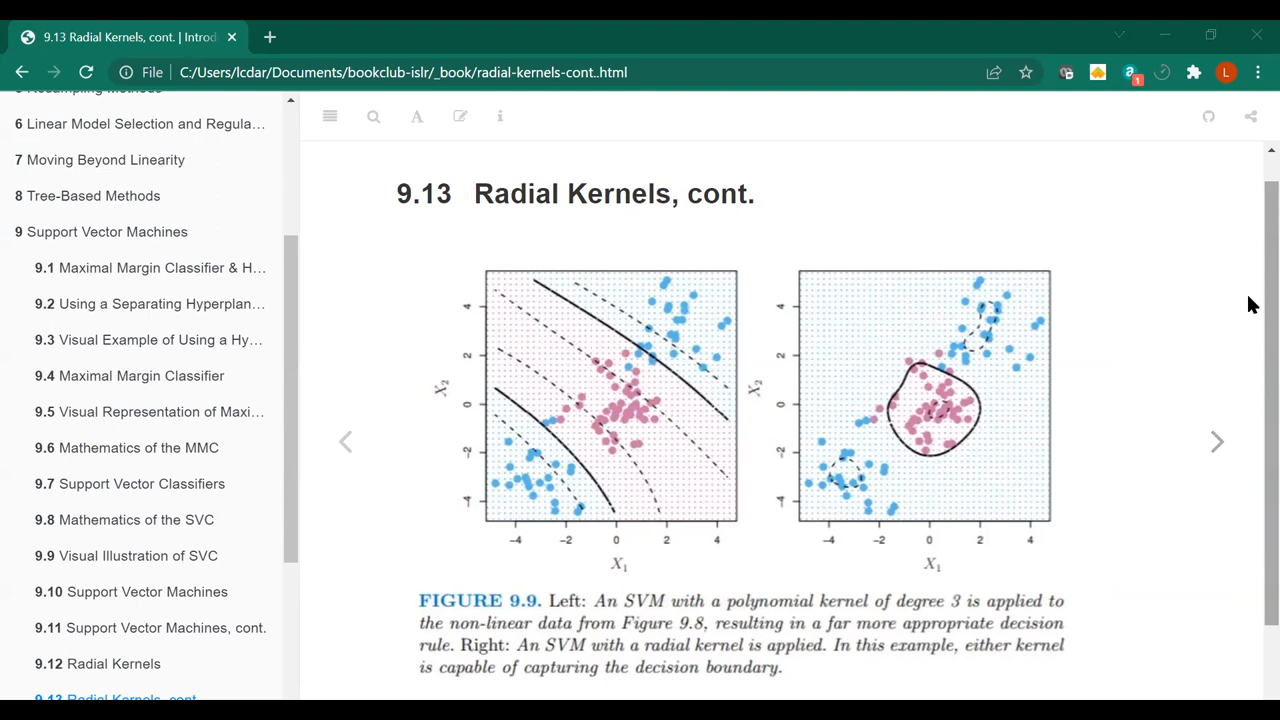 9.13 Radial Kernels, cont. | Introd
File
C:/Users/lcdar/Documents/bookclub-islr/_book/radial-kernels-cont..html
1
L
6 Linear Model Selection and Regula…
7 Moving Beyond Linearity
8 Tree-Based Methods
9 Support Vector Machines
9.1 Maximal Margin Classifier & H…
9.2 Using a Separating Hyperplan…
9.3 Visual Example of Using a Hy…
9.4 Maximal Margin Classifier
9.5 Visual Representation of Maxi…
9.6 Mathematics of the MMC
9.7 Support Vector Classifiers
9.8 Mathematics of the SVC
9.9 Visual Illustration of SVC
9.10 Support Vector Machines
9.11 Support Vector Machines, cont.
9.12 Radial Kernels
9.13 Radial Kernels, cont.
9.13 Radial Kernels, cont.
4
2
0
−2
−4
X₂
−4 −2 0 2 4
X₁
4
2
0
−2
−4
X₂
−4 −2 0 2 4
X₁
FIGURE 9.9. Left: An SVM with a polynomial kernel of degree 3 is applied to
the non-linear data from Figure 9.8, resulting in a far more appropriate decision
rule. Right: An SVM with a radial kernel is applied. In this example, either kernel
is capable of capturing the decision boundary.